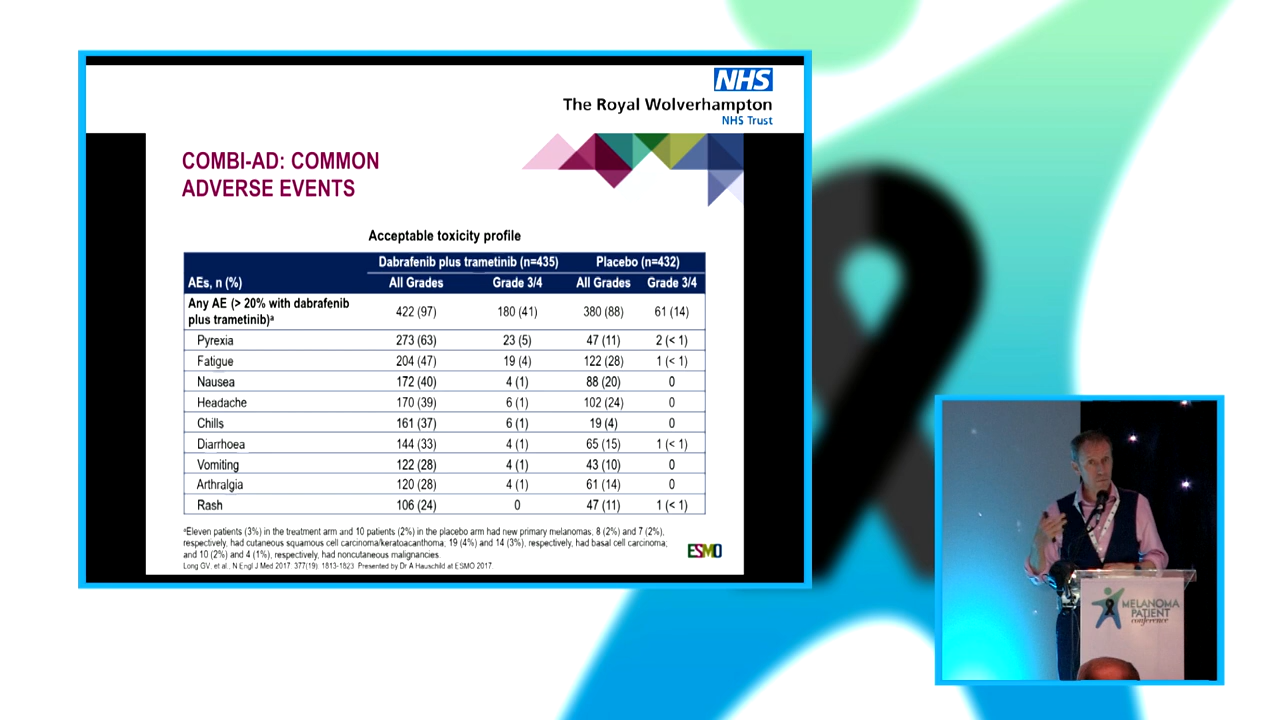 NHS
The Royal Wolverhampton
NHS Trust
COMBI-AD: COMMON
ADVERSE EVENTS
Acceptable toxicity profile
Dabrafenib plus trametinib (n=435) Placebo (n=432)
AEs, n (%) All Grades Grade 3/4 All Grades Grade 3/4
Any AE (> 20% with dabrafenib
plus trametinib)ᵃ 422 (97) 180 (41) 380 (88) 61 (14)
Pyrexia 273 (63) 23 (5) 47 (11) 2 (< 1)
Fatigue 204 (47) 19 (4) 122 (28) 1 (< 1)
Nausea 172 (40) 4 (1) 88 (20) 0
Headache 170 (39) 6 (1) 102 (24) 0
Chills 161 (37) 6 (1) 19 (4) 0
Diarrhoea 144 (33) 4 (1) 65 (15) 1 (< 1)
Vomiting 122 (28) 4 (1) 43 (10) 0
Arthralgia 120 (28) 4 (1) 61 (14) 0
Rash 106 (24) 0 47 (11) 1 (< 1)
ᵃEleven patients (3%) in the treatment arm and 10 patients (2%) in the placebo arm had new primary melanomas, 8 (2%) and 7 (2%),
respectively, had cutaneous squamous cell carcinoma/keratoacanthoma; 19 (4%) and 14 (3%), respectively, had basal cell carcinoma;
and 10 (2%) and 4 (1%), respectively, had noncutaneous malignancies.
Long GV, et al., N Engl J Med 2017; 377(19): 1813-1823. Presented by Dr A Hauschild at ESMO 2017.
ESMO
MELANOMA
PATIENT
conference